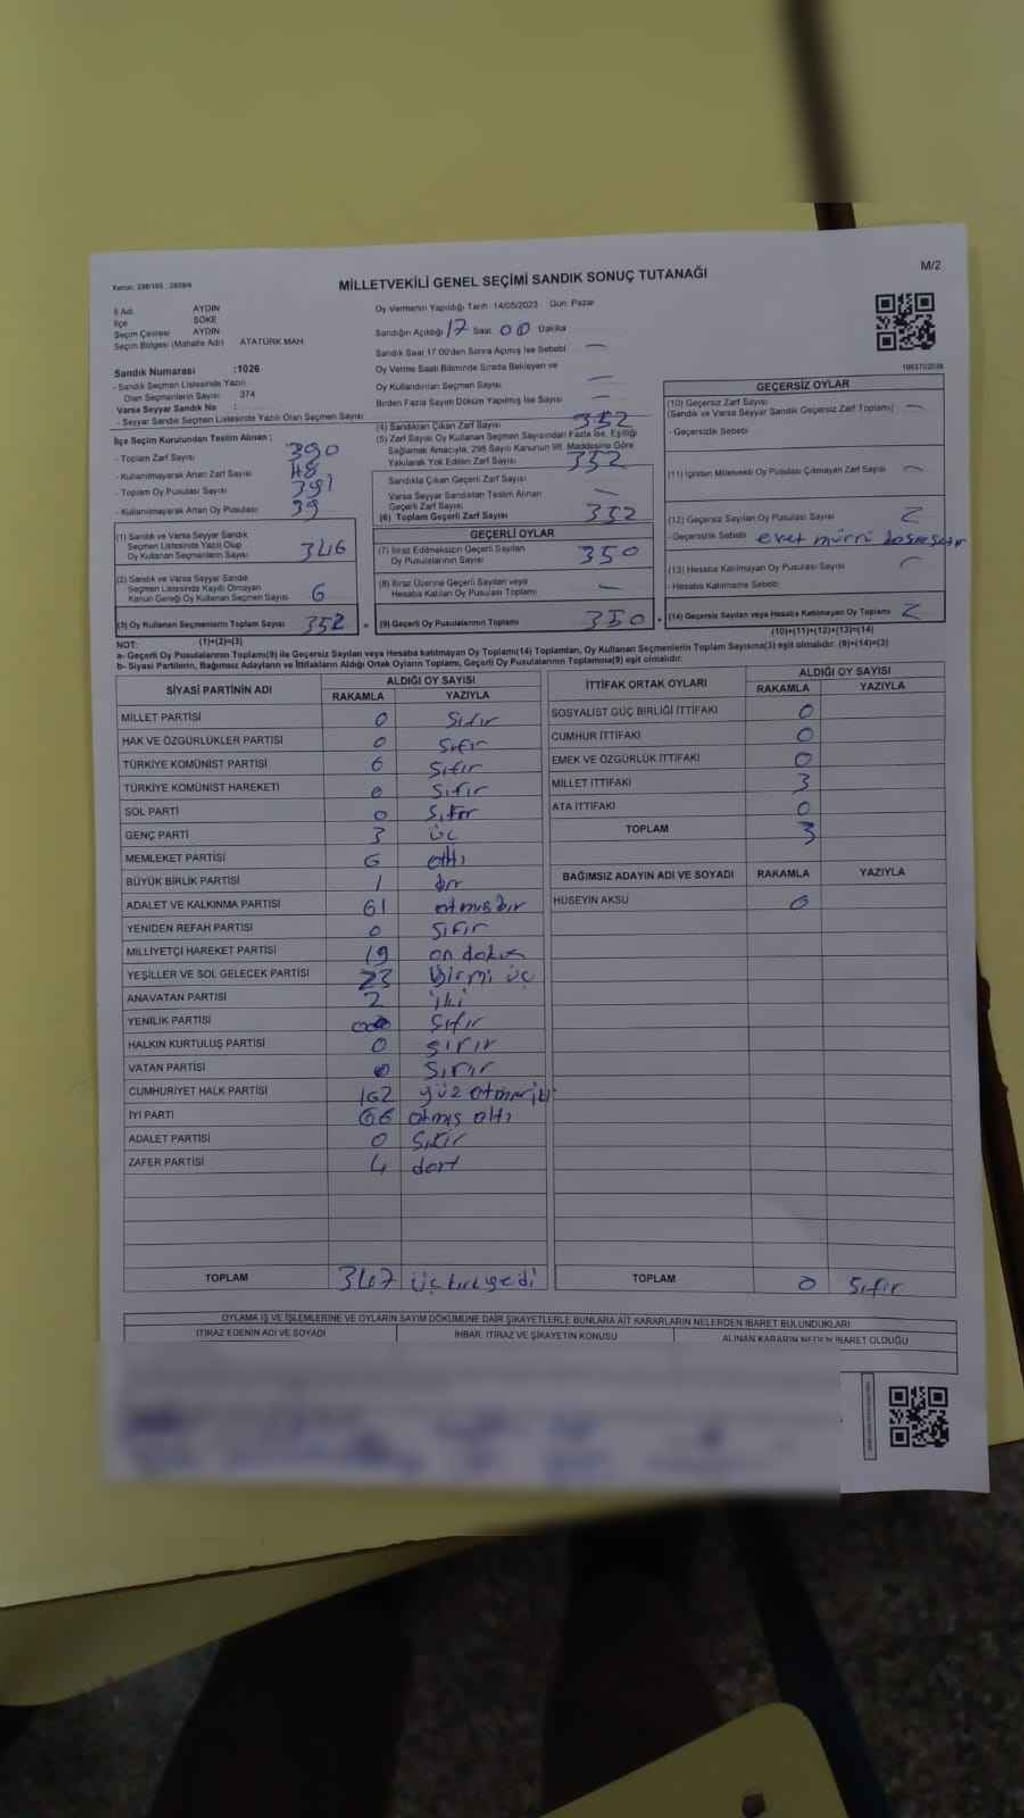 MİLLETVEKİLİ GENEL SEÇİMİ SANDIK SONUÇ TUTANAĞI
M/2
İl Adı AYDIN
İlçe SÖKE
Seçim Çevresi AYDIN
Seçim Bölgesi (Mahalle Adı) ATATÜRK MAH.
Sandık Numarası :1026
- Sandık Seçmen Listesinde Yazılı
Olan Seçmenlerin Sayısı 374
Varsa Seyyar Sandık No :
- Seyyar Sandık Seçmen Listesinde Yazılı Olan Seçmen Sayısı
İlçe Seçim Kurulundan Teslim Alınan ;
- Toplam Zarf Sayısı 390
- Kullanılmayarak Artan Zarf Sayısı
- Toplam Oy Pusulası Sayısı 391
- Kullanılmayarak Artan Oy Pusulası 39
(1) Sandık ve Varsa Seyyar Sandık
Seçmen Listesinde Yazılı Olup
Oy Kullanan Seçmenlerin Sayısı 346
(2) Sandık ve Varsa Seyyar Sandık
Seçmen Listesinde Kaydı Olmayan
Kanun Gereği Oy Kullanan Seçmen Sayısı 6
(3) Oy Kullanan Seçmenlerin Toplam Sayısı 352
(1)+(2)=(3)
Oy Vermenin Yapıldığı Tarih 14/05/2023 Gün: Pazar
Sandığın Açıldığı 17 Saat 00 Dakika
Sandık Saat 17.00'den Sonra Açılmış İse Sebebi —
Oy Verme Saati Bitiminde Sırada Bekleyen ve
Oy Kullandırılan Seçmen Sayısı —
Birden Fazla Sayım Döküm Yapılmış İse Sayısı —
(4) Sandıktan Çıkan Zarf Sayısı 352
(5) Zarf Sayısı Oy Kullanan Seçmen Sayısından Fazla İse, Eşitliği
Sağlamak Amacıyla, 298 Sayılı Kanunun 98. Maddesine Göre
Yakılarak Yok Edilen Zarf Sayısı 352
Sandıkta Çıkan Geçerli Zarf Sayısı
Varsa Seyyar Sandıktan Teslim Alınan
Geçerli Zarf Sayısı —
(6) Toplam Geçerli Zarf Sayısı 352
GEÇERLİ OYLAR
(7) İtiraz Edilmeksizin Geçerli Sayılan
Oy Pusulalarının Sayısı 350
(8) İtiraz Üzerine Geçerli Sayılan veya
Hesaba Katılan Oy Pusulası Toplamı —
(9) Geçerli Oy Pusulalarının Toplamı 350
GEÇERSİZ OYLAR
(10) Geçersiz Zarf Sayısı
(Sandık ve Varsa Seyyar Sandık Geçersiz Zarf Toplamı) —
- Geçersizlik Sebebi
(11) İçinden Milletvekili Oy Pusulası Çıkmayan Zarf Sayısı —
(12) Geçersiz Sayılan Oy Pusulası Sayısı 2
- Geçersizlik Sebebi evet mürrü
(13) Hesaba Katılmayan Oy Pusulası Sayısı —
- Hesaba Katılmama Sebebi
(14) Geçersiz Sayılan veya Hesaba Katılmayan Oy Toplamı 2
(10)+(11)+(12)+(13)=(14)
NOT:
a- Geçerli Oy Pusulalarının Toplamı(9) ile Geçersiz Sayılan veya Hesaba katılmayan Oy Toplamı(14) Toplamları, Oy Kullanan Seçmenlerin Toplam Sayısına(3) eşit olmalıdır. (9)+(14)=(3)
b- Siyasi Partilerin, Bağımsız Adayların ve İttifakların Aldığı Ortak Oyların Toplamı, Geçerli Oy Pusulalarının Toplamına(9) eşit olmalıdır.
SİYASİ PARTİNİN ADI ALDIĞI OY SAYISI
RAKAMLA YAZIYLA
MİLLET PARTİSİ 0 Sıfır
HAK VE ÖZGÜRLÜKLER PARTİSİ 0 Sıfır
TÜRKİYE KOMÜNİST PARTİSİ 0 Sıfır
TÜRKİYE KOMÜNİST HAREKETİ 0 Sıfır
SOL PARTİ 0 Sıfır
GENÇ PARTİ 3 üç
MEMLEKET PARTİSİ 6 altı
BÜYÜK BİRLİK PARTİSİ 1 bir
ADALET VE KALKINMA PARTİSİ 61 atmışbir
YENİDEN REFAH PARTİSİ 0 Sıfır
MİLLİYETÇİ HAREKET PARTİSİ 19 on dokus
YEŞİLLER VE SOL GELECEK PARTİSİ 23 Yirmi üç
ANAVATAN PARTİSİ 2 iki
YENİLİK PARTİSİ Sıfır
HALKIN KURTULUŞ PARTİSİ 0 Sıfır
VATAN PARTİSİ 0 Sıfır
CUMHURİYET HALK PARTİSİ 162 yüz
İYİ PARTİ 66 atmış altı
ADALET PARTİSİ 0 Sıfır
ZAFER PARTİSİ 4 dört
TOPLAM 347
İTTİFAK ORTAK OYLARI ALDIĞI OY SAYISI
RAKAMLA YAZIYLA
SOSYALİST GÜÇ BİRLİĞİ İTTİFAKI 0
CUMHUR İTTİFAKI 0
EMEK VE ÖZGÜRLÜK İTTİFAKI 0
MİLLET İTTİFAKI 3
ATA İTTİFAKI 0
TOPLAM 3
BAĞIMSIZ ADAYIN ADI VE SOYADI RAKAMLA YAZIYLA
HÜSEYİN AKSU 0
TOPLAM 0 Sıfır
OYLAMA İŞ VE İŞLEMLERİNE VE OYLARIN SAYIM DÖKÜMÜNE DAİR ŞİKAYETLERLE BUNLARA AİT KARARLARIN NELERDEN İBARET BULUNDUKLARI
İTİRAZ EDENİN ADI VE SOYADI İHBAR, İTİRAZ VE ŞİKAYETİN KONUSU ALINAN KARARIN NEDEN İBARET OLDUĞU